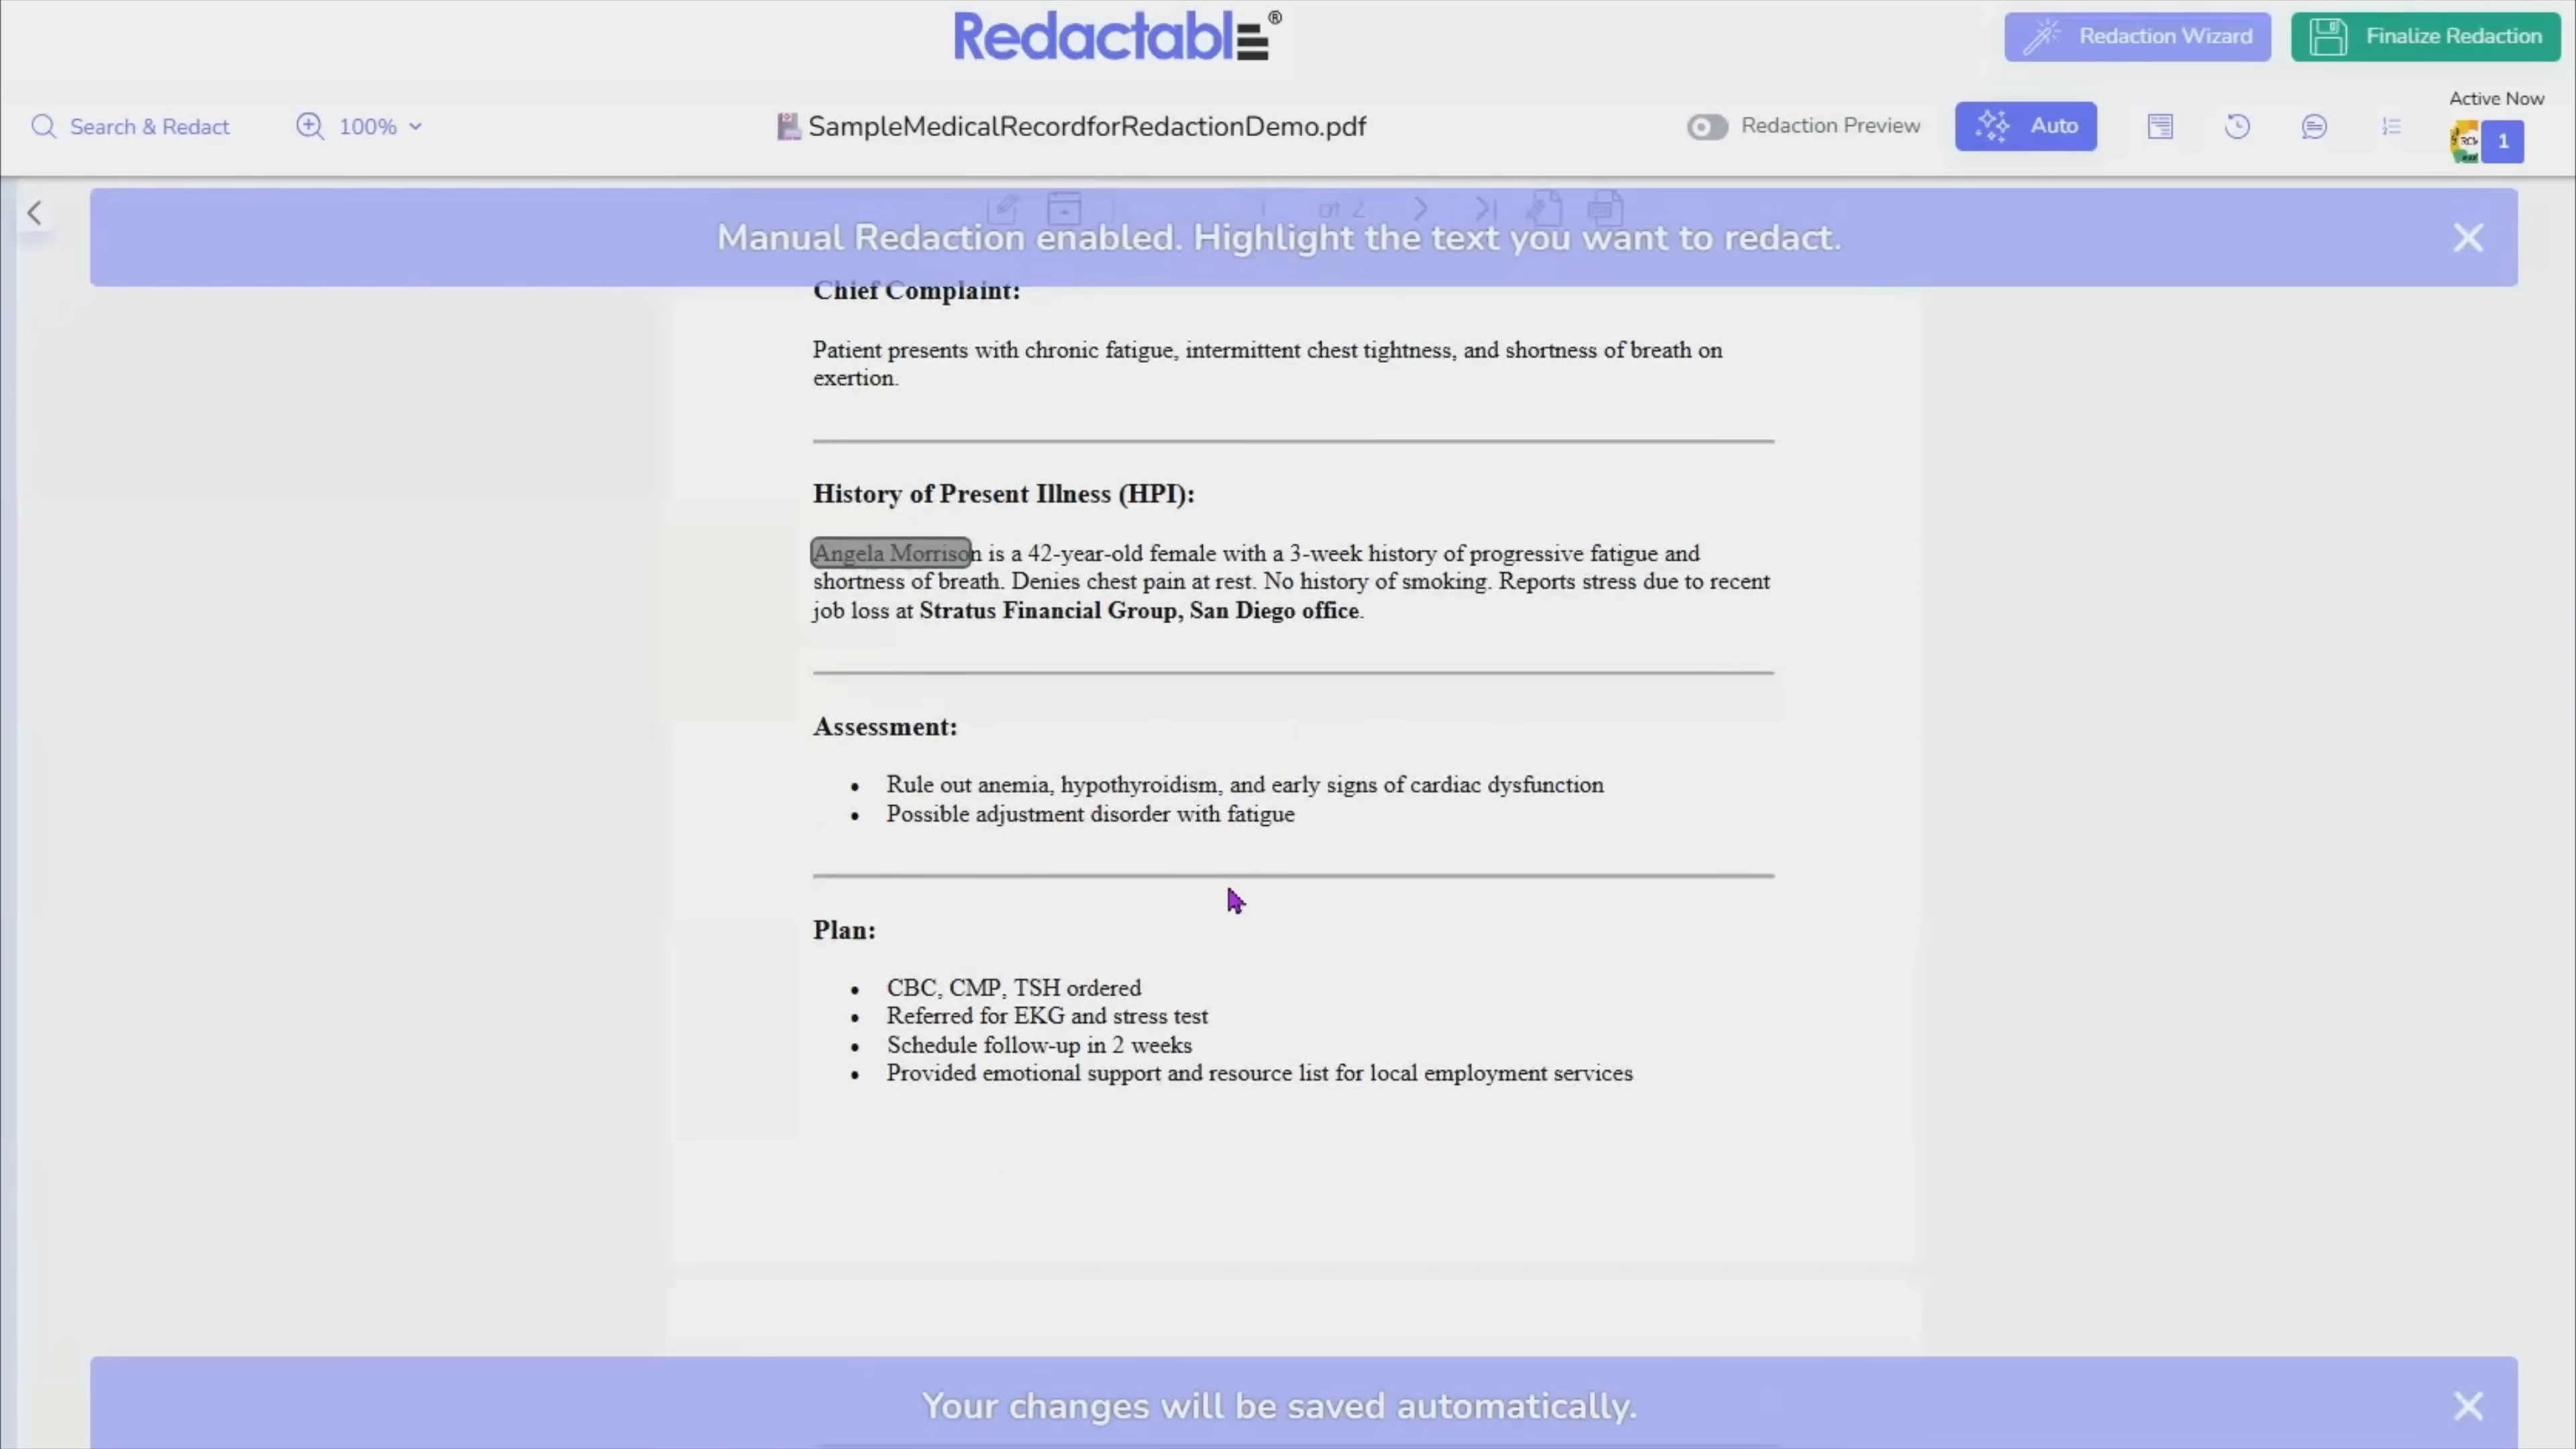 Redactable®
Redaction Wizard
Finalize Redaction
Search & Redact
100%
SampleMedicalRecordforRedactionDemo.pdf
Redaction Preview
Auto
Active Now
1
of 2
Manual Redaction enabled. Highlight the text you want to redact.
Chief Complaint:
Patient presents with chronic fatigue, intermittent chest tightness, and shortness of breath on
exertion.
History of Present Illness (HPI):
Angela Morrison is a 42-year-old female with a 3-week history of progressive fatigue and
shortness of breath. Denies chest pain at rest. No history of smoking. Reports stress due to recent
job loss at Stratus Financial Group, San Diego office.
Assessment:
• Rule out anemia, hypothyroidism, and early signs of cardiac dysfunction
• Possible adjustment disorder with fatigue
Plan:
• CBC, CMP, TSH ordered
• Referred for EKG and stress test
• Schedule follow-up in 2 weeks
• Provided emotional support and resource list for local employment services
Your changes will be saved automatically.